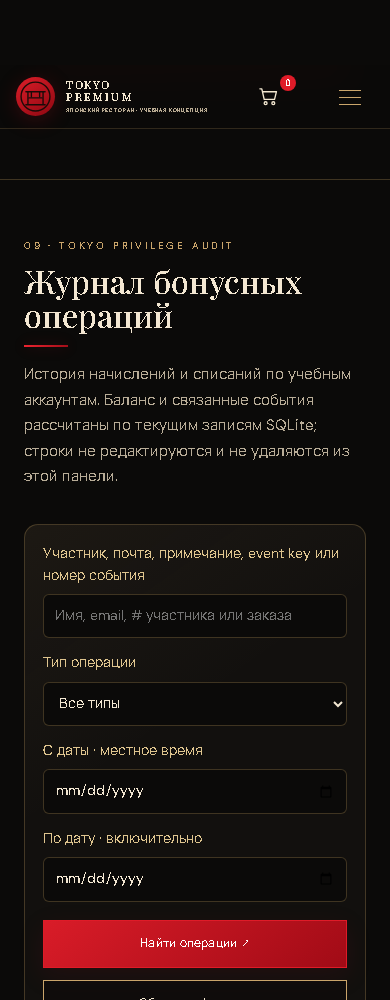 TOKYO
PREMIUM
ЯПОНСКИЙ РЕСТОРАН · УЧЕБНАЯ КОНЦЕПЦИЯ
0
09 · TOKYO PRIVILEGE AUDIT
Журнал бонусных
операций
История начислений и списаний по учебным
аккаунтам. Баланс и связанные события
рассчитаны по текущим записям SQLite;
строки не редактируются и не удаляются из
этой панели.
Участник, почта, примечание, event key или
номер события
Имя, email, # участника или заказа
Тип операции
Все типы
С даты · местное время
mm/dd/yyyy
По дату · включительно
mm/dd/yyyy
Найти операции ↗